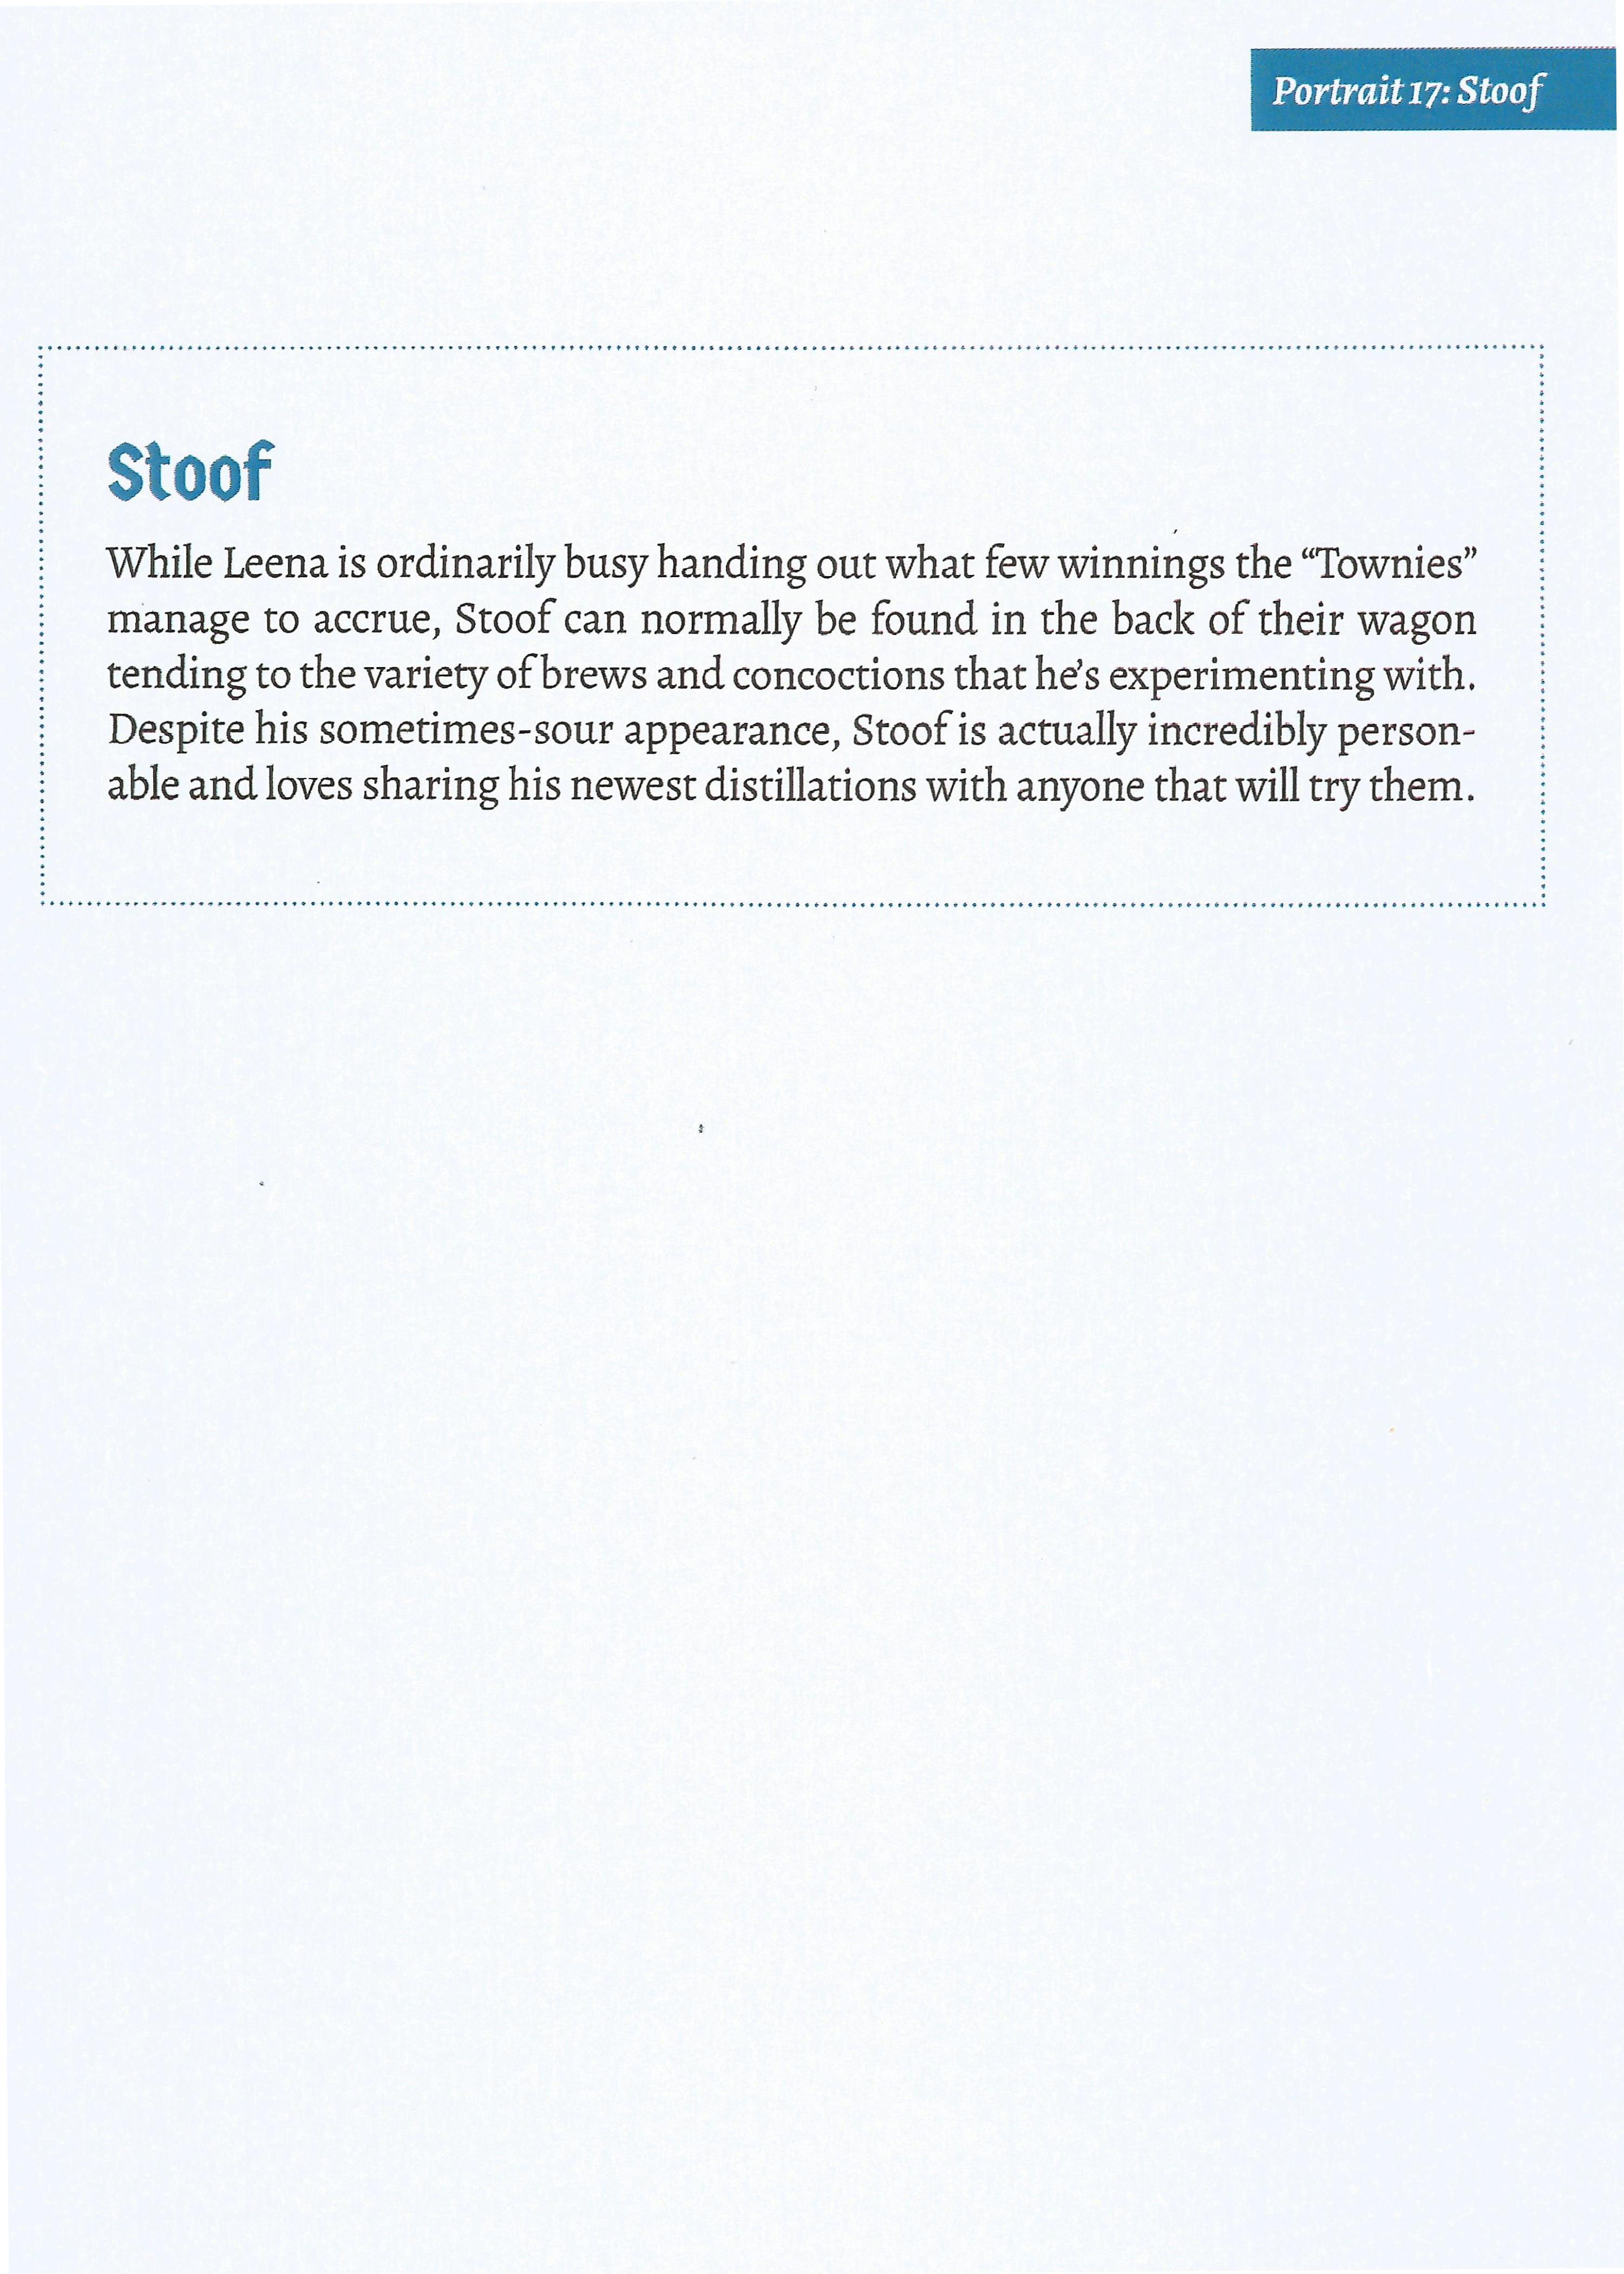 Portrait 17: Stoof
Stoof
While Leena is ordinarily busy handing out what few winnings the “Townies”
manage to accrue, Stoof can normally be found in the back of their wagon
tending to the variety of brews and concoctions that he’s experimenting with.
Despite his sometimes-sour appearance, Stoof is actually incredibly person-
able and loves sharing his newest distillations with anyone that will try them.